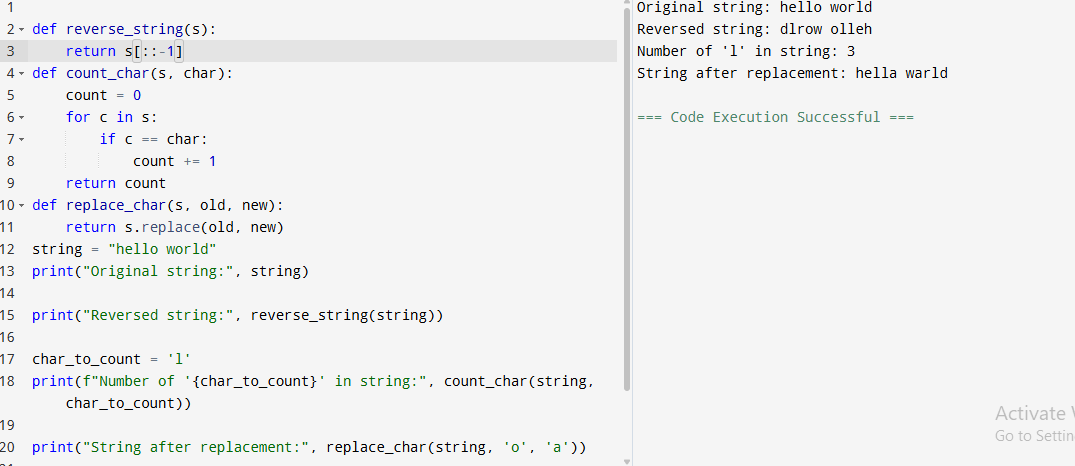 1
2 def reverse_string(s):
3     return s[::-1]
4 def count_char(s, char):
5     count = 0
6     for c in s:
7         if c == char:
8             count += 1
9     return count
10 def replace_char(s, old, new):
11     return s.replace(old, new)
12 string = "hello world"
13 print("Original string:", string)
14
15 print("Reversed string:", reverse_string(string))
16
17 char_to_count = 'l'
18 print(f"Number of '{char_to_count}' in string:", count_char(string,
    char_to_count))
19
20 print("String after replacement:", replace_char(string, 'o', 'a'))
Original string: hello world
Reversed string: dlrow olleh
Number of 'l' in string: 3
String after replacement: hella warld
=== Code Execution Successful ===
Activate
Go to Settin